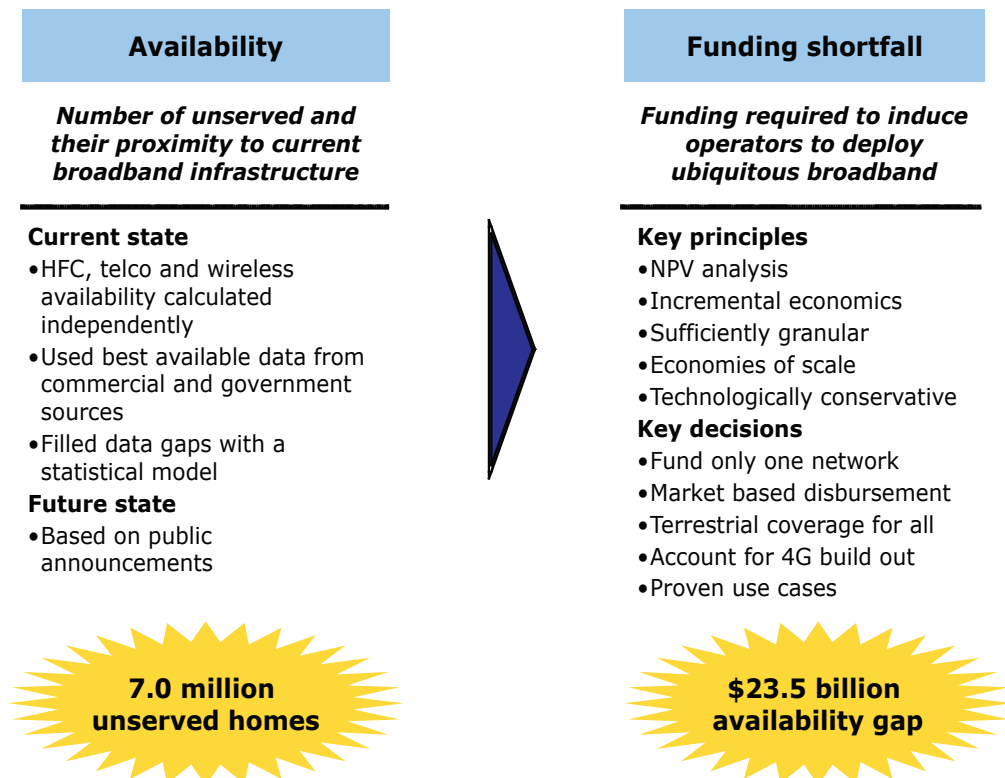 Availability
Number of unserved and
their proximity to current
broadband infrastructure
Current state
•HFC, telco and wireless
availability calculated
independently
•Used best available data from
commercial and government
sources
•Filled data gaps with a
statistical model
Future state
•Based on public
announcements
7.0 million
unserved homes
Funding shortfall
Funding required to induce
operators to deploy
ubiquitous broadband
Key principles
•NPV analysis
•Incremental economics
•Sufficiently granular
•Economies of scale
•Technologically conservative
Key decisions
•Fund only one network
•Market based disbursement
•Terrestrial coverage for all
•Account for 4G build out
•Proven use cases
$23.5 billion
availability gap